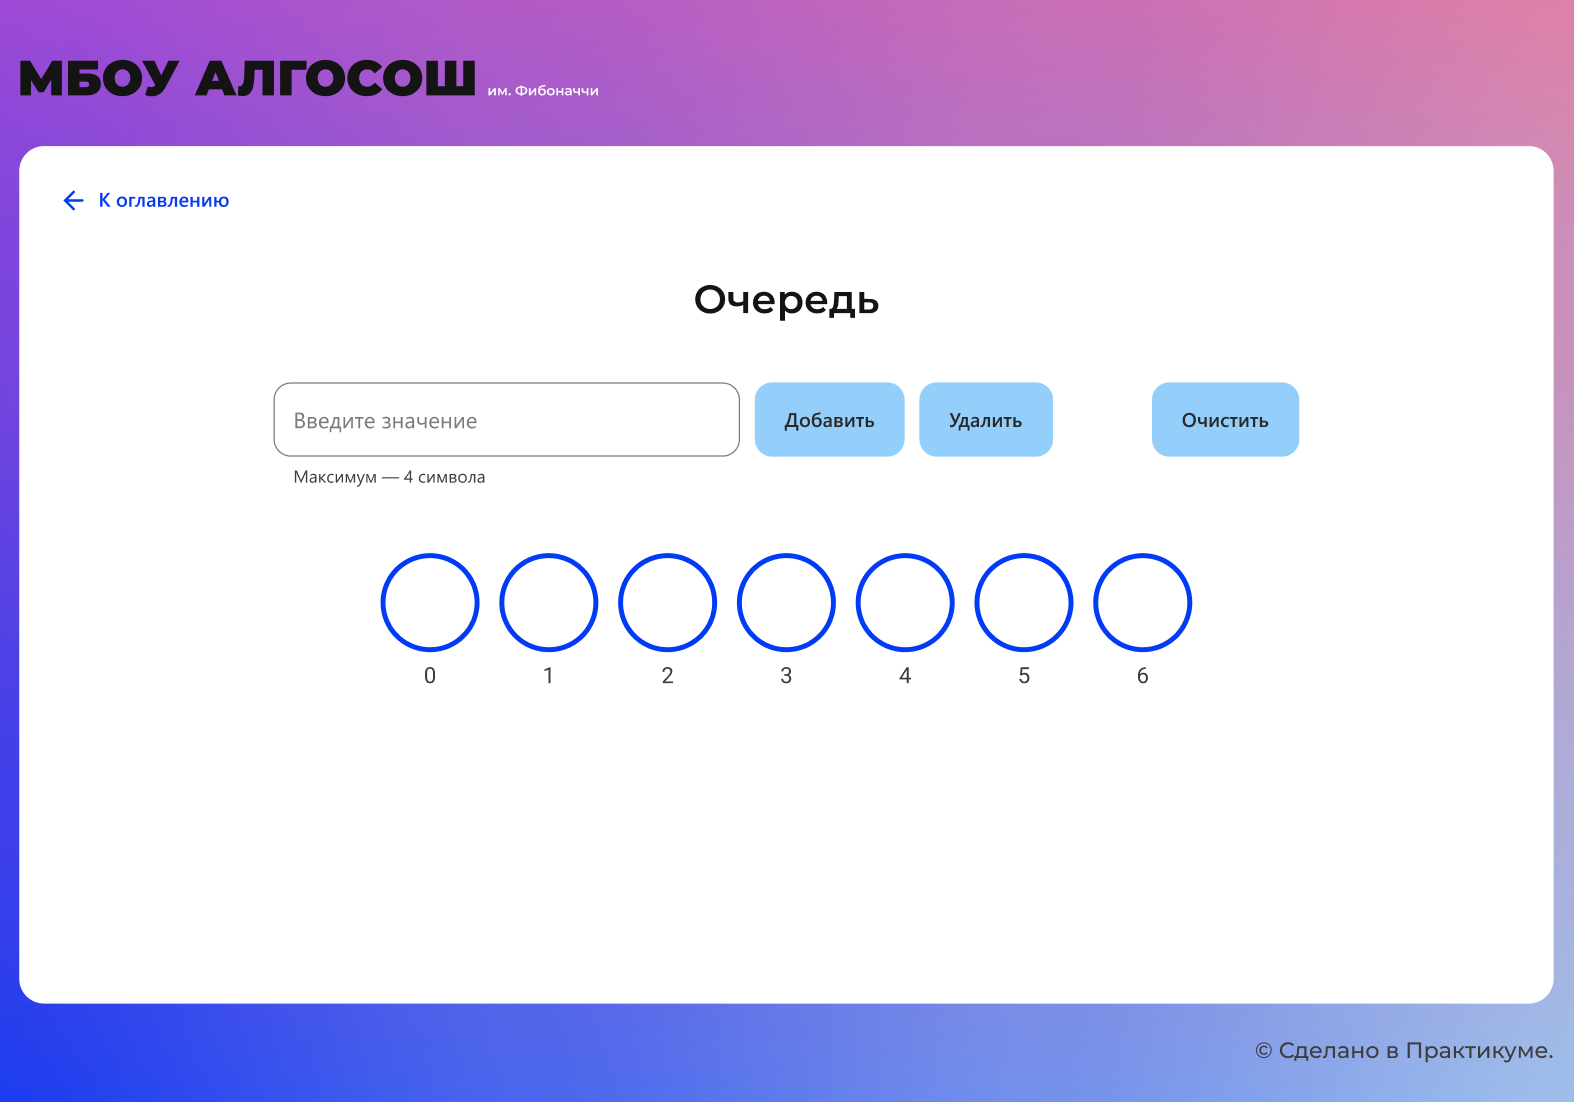 МБОУ АЛГОСОШ им. Фибоначчи
К оглавлению
Очередь
Введите значение Добавить Удалить Очистить
Максимум — 4 символа
0 1 2 3 4 5 6
© Сделано в Практикуме.